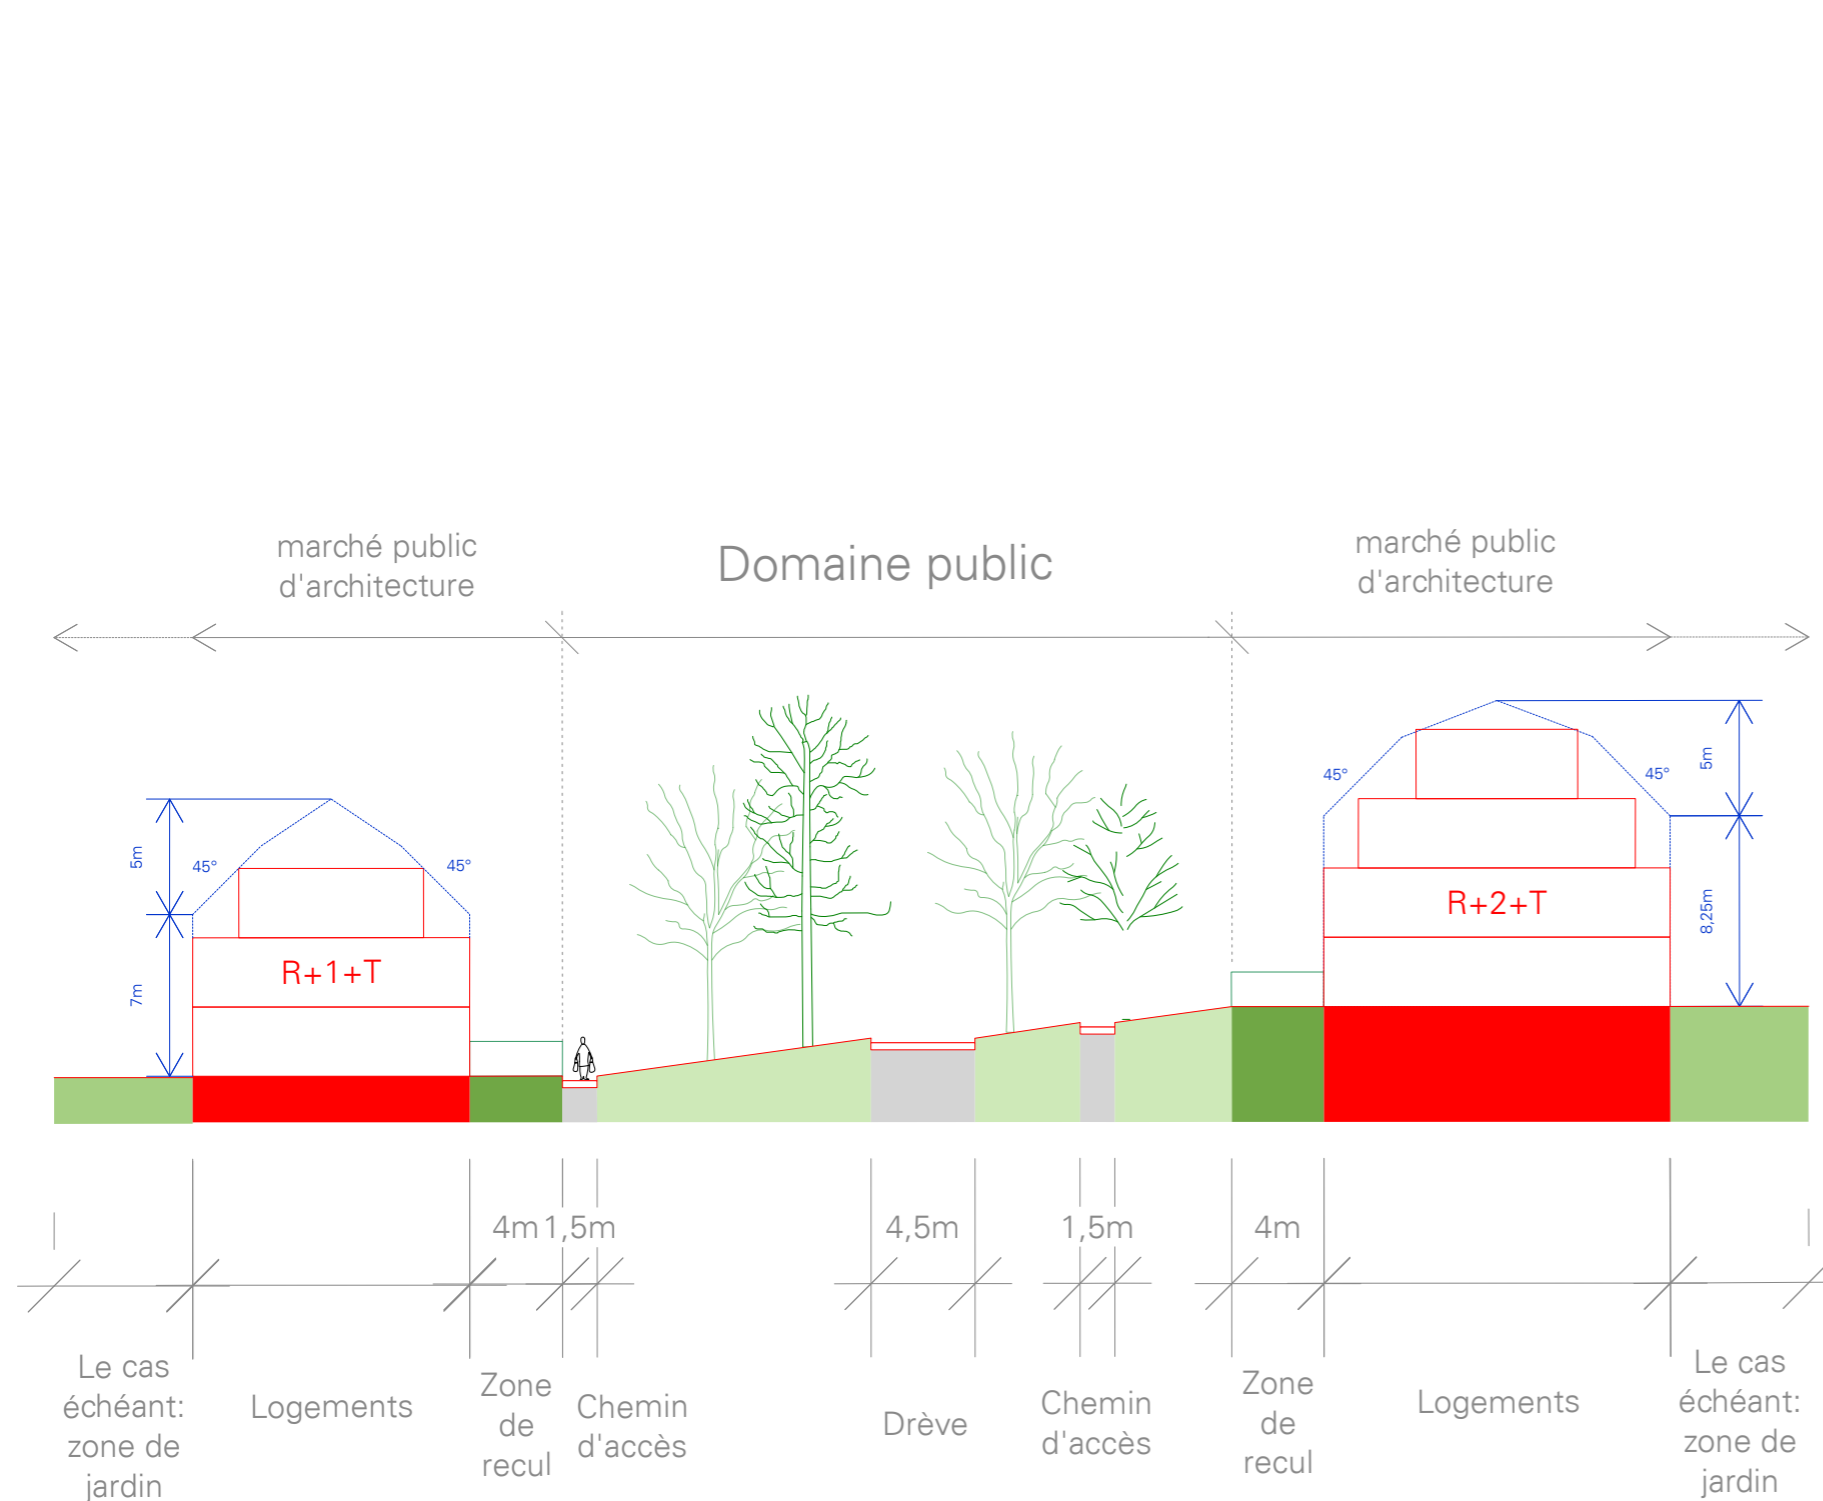 marché public
d'architecture
Domaine public
marché public
d'architecture
45°
45°
5m
8,25m
R+2+T
5m
45°
45°
7m
R+1+T
4m
1,5m
4,5m
1,5m
4m
Le cas
échéant:
zone de
jardin
Logements
Zone
de
recul
Chemin
d'accès
Drève
Chemin
d'accès
Zone
de
recul
Logements
Le cas
échéant:
zone de
jardin